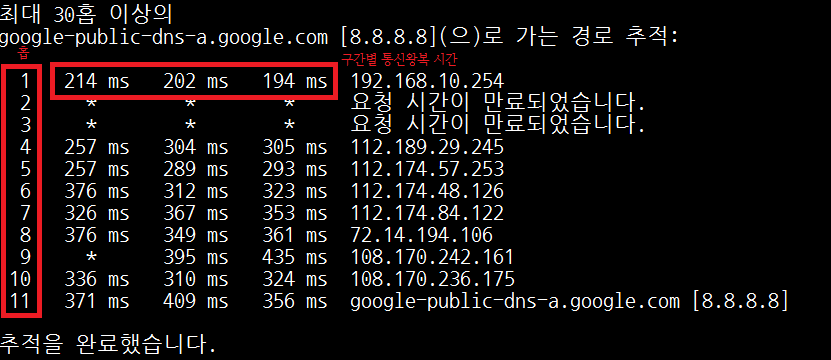 최대 30홉 이상의
google-public-dns-a.google.com [8.8.8.8](으)로 가는 경로 추적:
홉 구간별 통신왕복 시간
1 214 ms 202 ms 194 ms 192.168.10.254
2 * * * 요청 시간이 만료되었습니다.
3 * * * 요청 시간이 만료되었습니다.
4 257 ms 304 ms 305 ms 112.189.29.245
5 257 ms 289 ms 293 ms 112.174.57.253
6 376 ms 312 ms 323 ms 112.174.48.126
7 326 ms 367 ms 353 ms 112.174.84.122
8 376 ms 349 ms 361 ms 72.14.194.106
9 * 395 ms 435 ms 108.170.242.161
10 336 ms 310 ms 324 ms 108.170.236.175
11 371 ms 409 ms 356 ms google-public-dns-a.google.com [8.8.8.8]
추적을 완료했습니다.